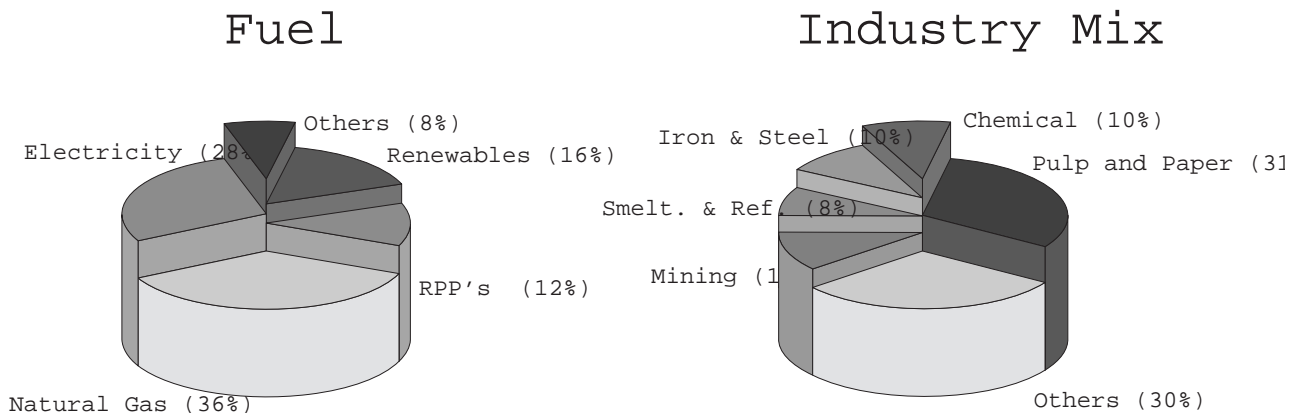 Fuel
Others (8%)
Electricity (28%
Renewables (16%)
RPP's (12%)
Natural Gas (36%)
Industry Mix
Chemical (10%)
Iron & Steel (10%)
Pulp and Paper (31
Smelt. & Ref. (8%)
Mining (1
Others (30%)